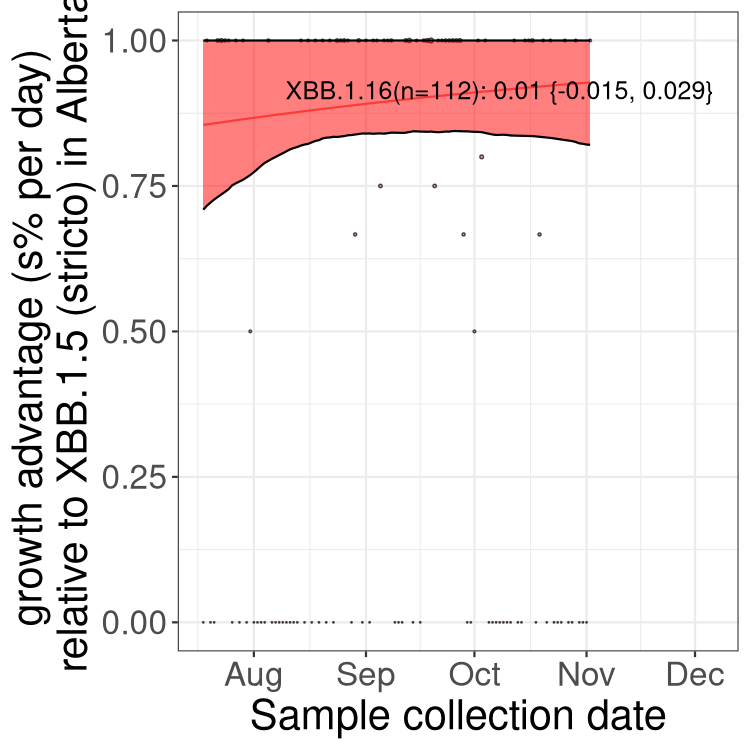 growth advantage (s% per day)
relative to XBB.1.5 (stricto) in Alberta
1.00
0.75
0.50
0.25
0.00
XBB.1.16(n=112): 0.01 {-0.015, 0.029}
Aug Sep Oct Nov Dec
Sample collection date